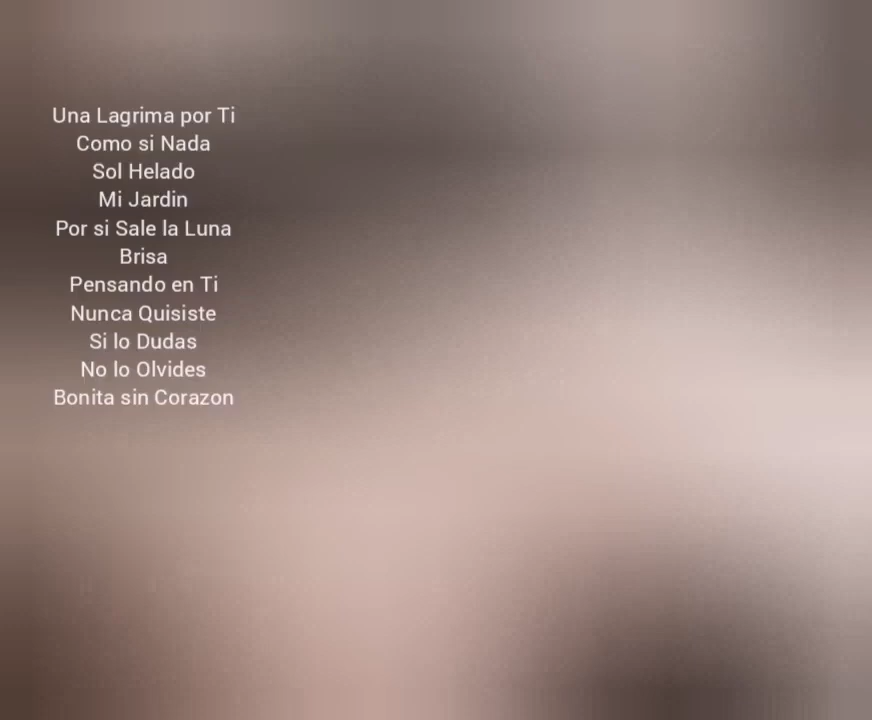 Una Lagrima por Ti
Como si Nada
Sol Helado
Mi Jardin
Por si Sale la Luna
Brisa
Pensando en Ti
Nunca Quisiste
Si lo Dudas
No lo Olvides
Bonita sin Corazon